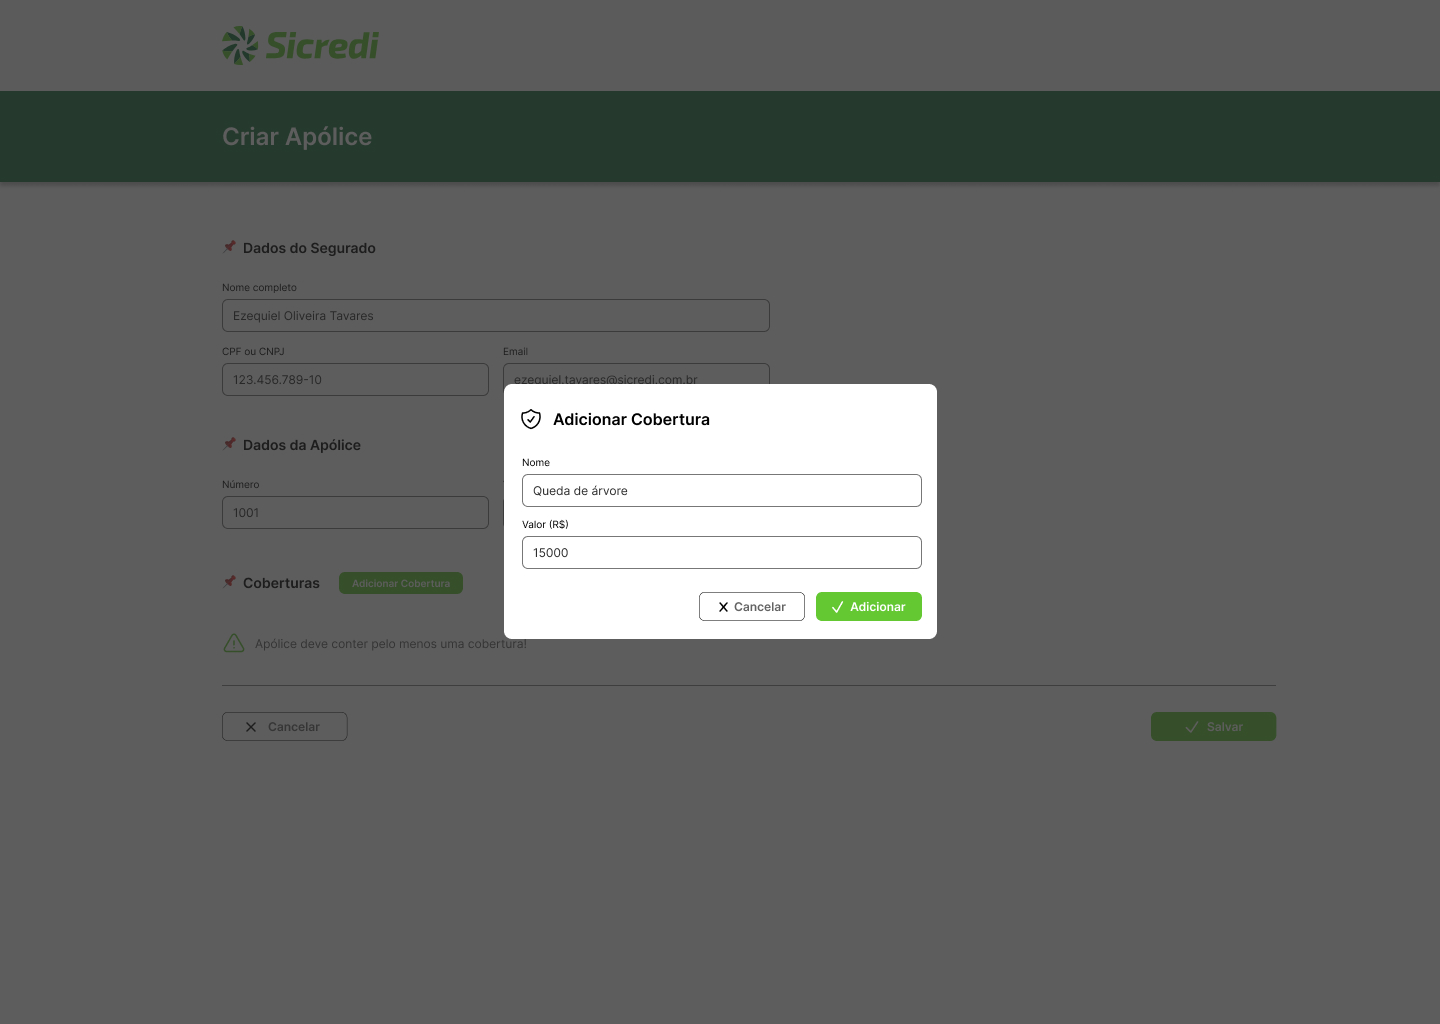 Sicredi
Criar Apólice
Dados do Segurado
Nome completo
Ezequiel Oliveira Tavares
CPF ou CNPJ
Email
123.456.789-10
ezequiel.tavares@sicredi.com.br
Adicionar Cobertura
Dados da Apólice
Nome
Número
Queda de árvore
1001
Valor (R$)
15000
Coberturas
Adicionar Cobertura
Cancelar
Adicionar
Apólice deve conter pelo menos uma cobertura!
Cancelar
Salvar